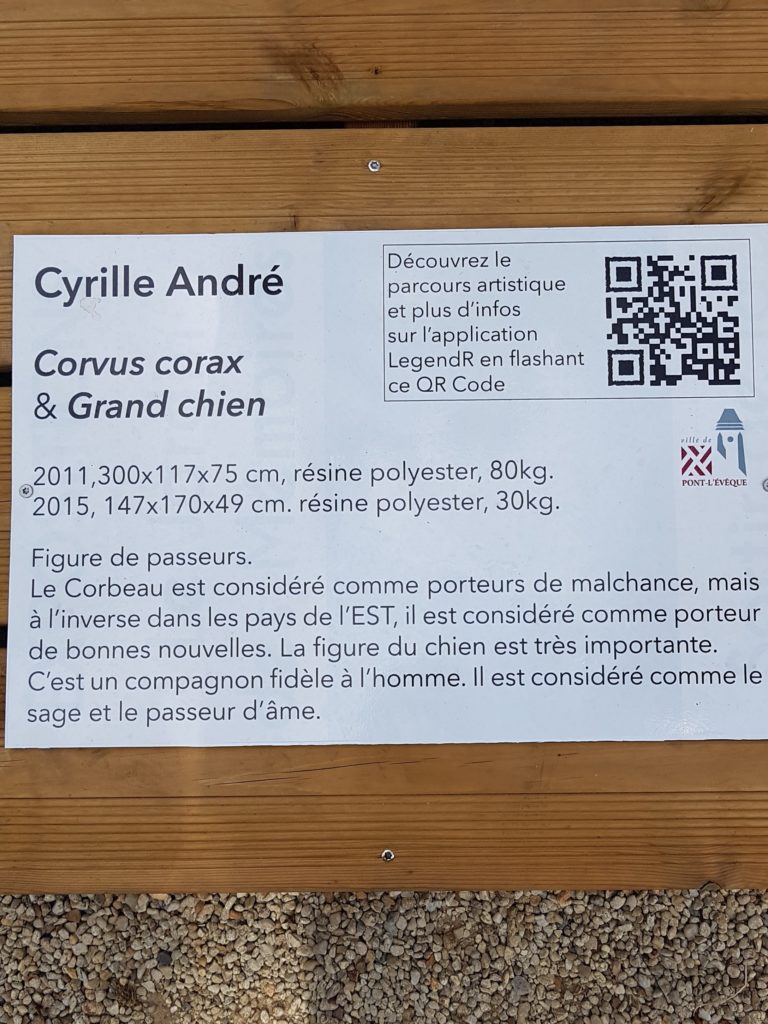 Cyrille André
Corvus corax
& Grand chien
Découvrez le
parcours artistique
et plus d'infos
sur l'application
LegendR en flashant
ce QR Code
ville de
PONT-L'ÉVÊQUE
2011,300x117x75 cm, résine polyester, 80kg.
2015, 147x170x49 cm. résine polyester, 30kg.
Figure de passeurs.
Le Corbeau est considéré comme porteurs de malchance, mais
à l'inverse dans les pays de l'EST, il est considéré comme porteur
de bonnes nouvelles. La figure du chien est très importante.
C'est un compagnon fidèle à l'homme. Il est considéré comme le
sage et le passeur d'âme.